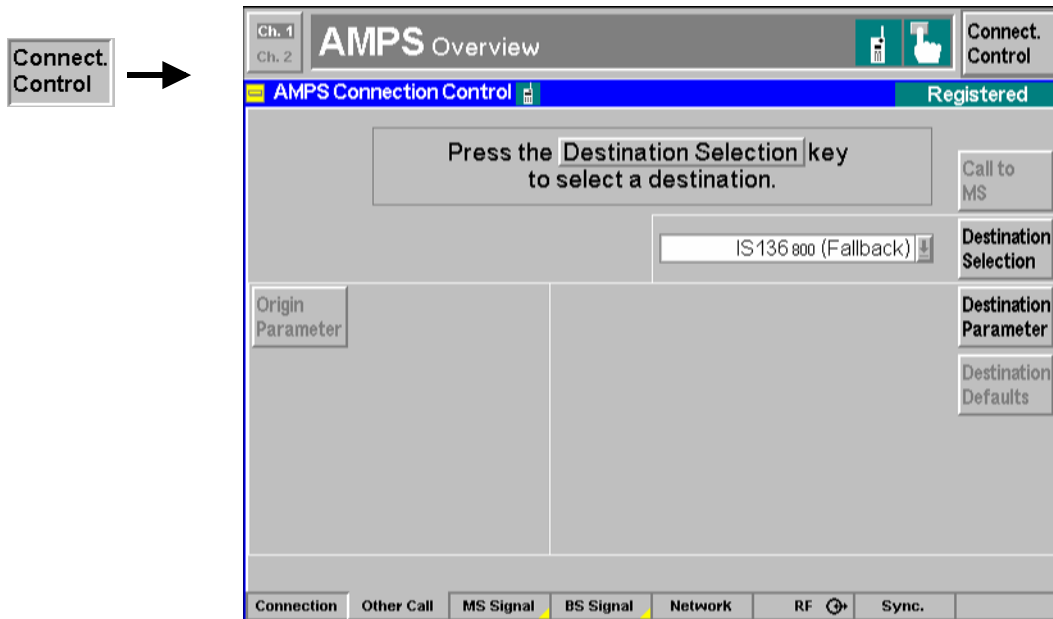 Connect.
Control
Ch. 1
Ch. 2
AMPS Overview
Connect.
Control
AMPS Connection Control
Registered
Press the Destination Selection key
to select a destination.
Call to
MS
IS136 800 (Fallback)
Destination
Selection
Origin
Parameter
Destination
Parameter
Destination
Defaults
Connection Other Call MS Signal BS Signal Network RF Sync.